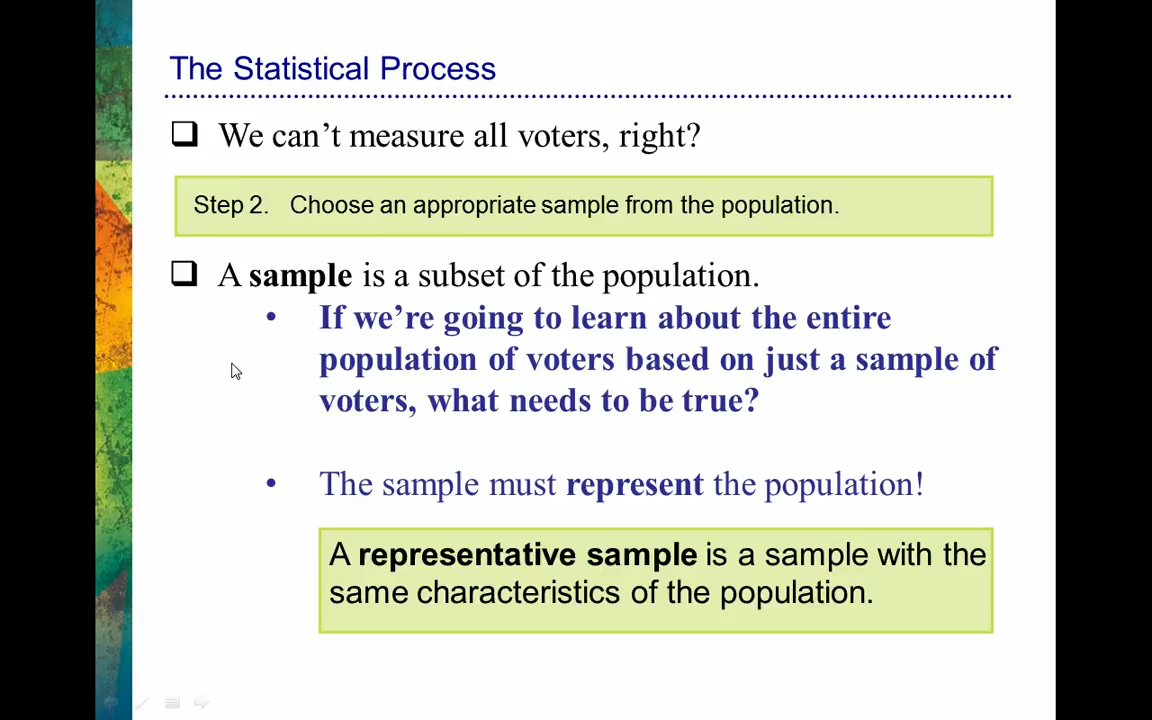 The Statistical Process
We can't measure all voters, right?
Step 2. Choose an appropriate sample from the population.
A sample is a subset of the population.
• If we're going to learn about the entire
population of voters based on just a sample of
voters, what needs to be true?
• The sample must represent the population!
A representative sample is a sample with the
same characteristics of the population.